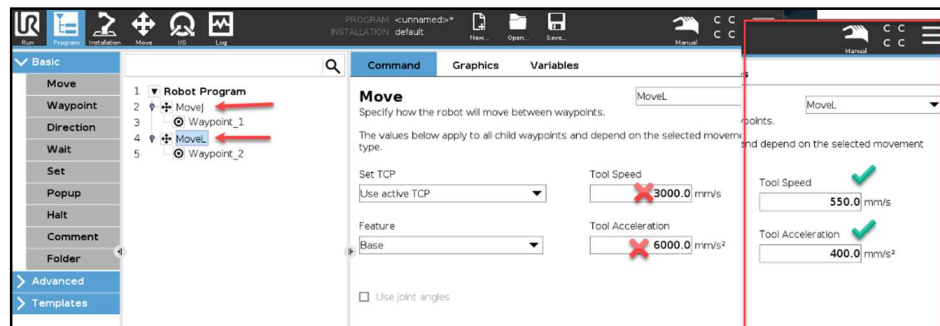 PROGRAM <unnamed>*
INSTALLATION default
Run Program Installation Move I/O Log New... Open... Save... Manual C C
C C
Manual C C
C C
Basic
Move
Waypoint
Direction
Wait
Set
Popup
Halt
Comment
Folder
Advanced
Templates
1 Robot Program
2 MoveJ
3 Waypoint_1
4 MoveL
5 Waypoint_2
Command Graphics Variables
Move
MoveL
Specify how the robot will move between waypoints.
The values below apply to all child waypoints and depend on the selected movement
type.
Set TCP
Use active TCP
Tool Speed
3000.0 mm/s
Feature
Base
Tool Acceleration
6000.0 mm/s²
Use joint angles
s
MoveL
points.
nd depend on the selected movement
Tool Speed
550.0 mm/s
Tool Acceleration
400.0 mm/s²